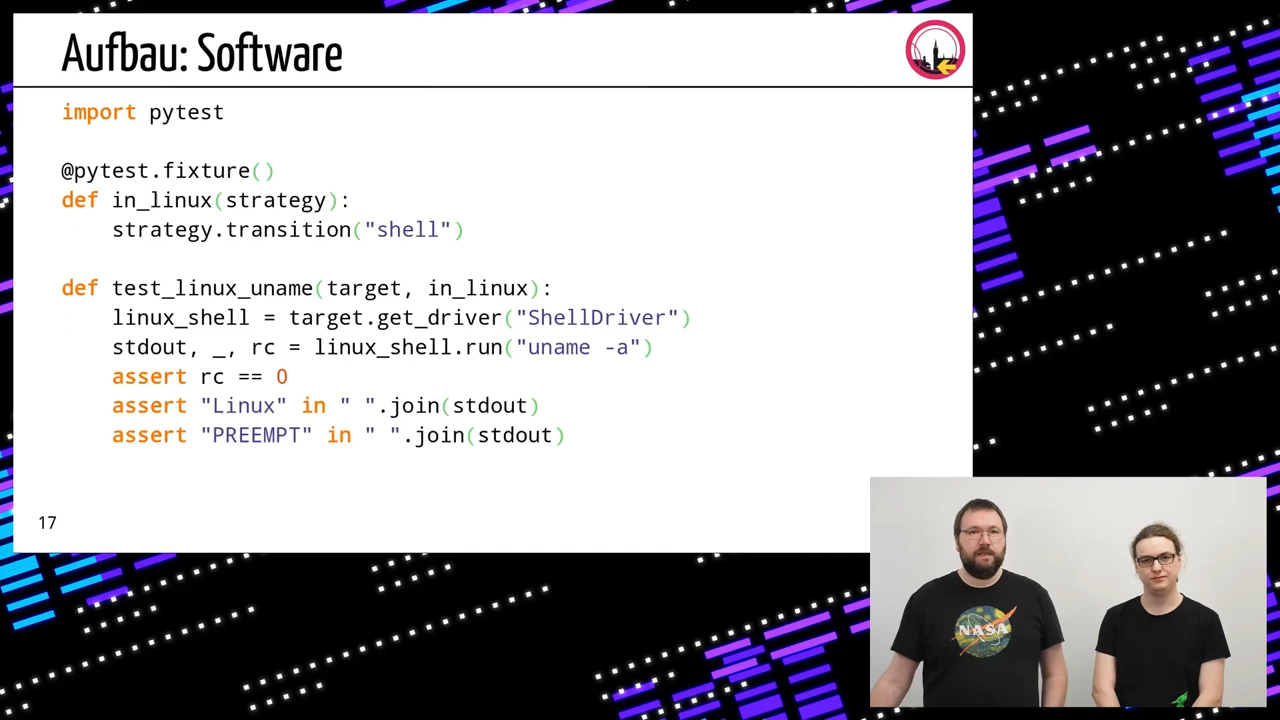 Aufbau: Software
import pytest
@pytest.fixture()
def in_linux(strategy):
    strategy.transition("shell")
def test_linux_uname(target, in_linux):
    linux_shell = target.get_driver("ShellDriver")
    stdout, _, rc = linux_shell.run("uname -a")
    assert rc == 0
    assert "Linux" in " ".join(stdout)
    assert "PREEMPT" in " ".join(stdout)
17
NASA